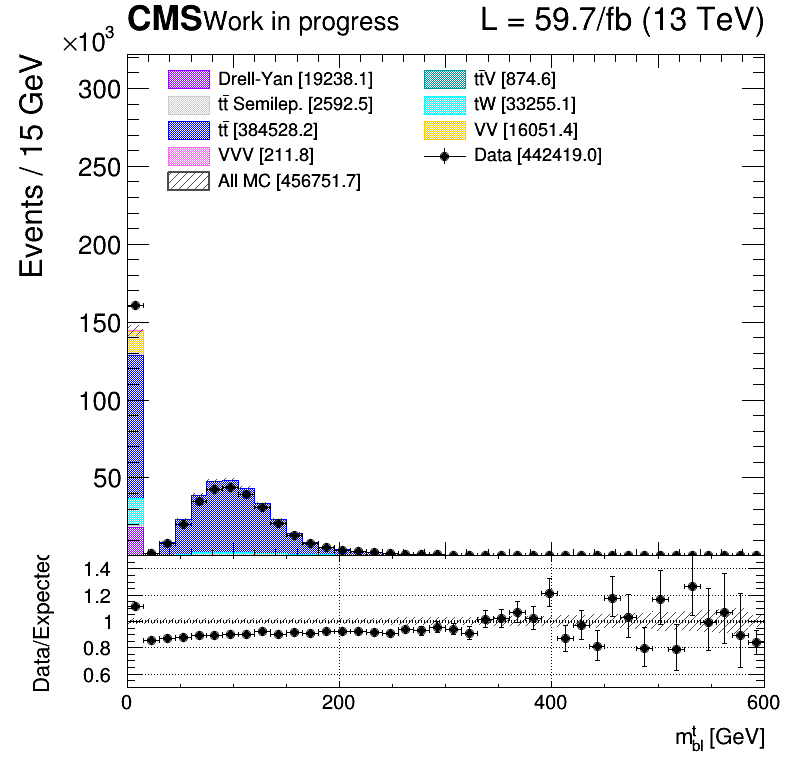 CMS Work in progress L = 59.7/fb (13 TeV)
×10³
Events / 15 GeV
300
250
200
150
100
50
Drell-Yan [19238.1]
tt̄ Semilep. [2592.5]
tt̄ [384528.2]
VVV [211.8]
All MC [456751.7]
tt̄V [874.6]
tW [33255.1]
VV [16051.4]
Data [442419.0]
Data/Expected
1.4
1.2
1
0.8
0.6
0 200 400 600
m^t_bl [GeV]